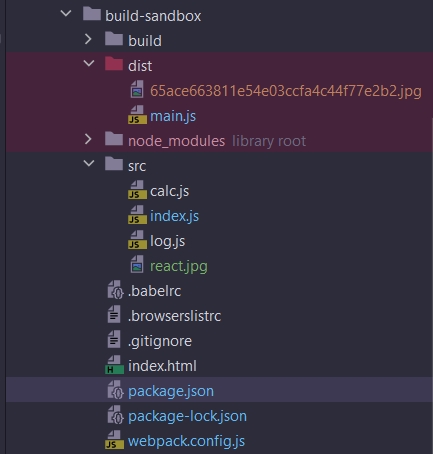 build-sandbox
build
dist
65ace663811e54e03ccfa4c44f77e2b2.jpg
JS main.js
node_modules library root
src
JS calc.js
JS index.js
JS log.js
react.jpg
.babelrc
.browserslistrc
.gitignore
H index.html
package.json
package-lock.json
JS webpack.config.js